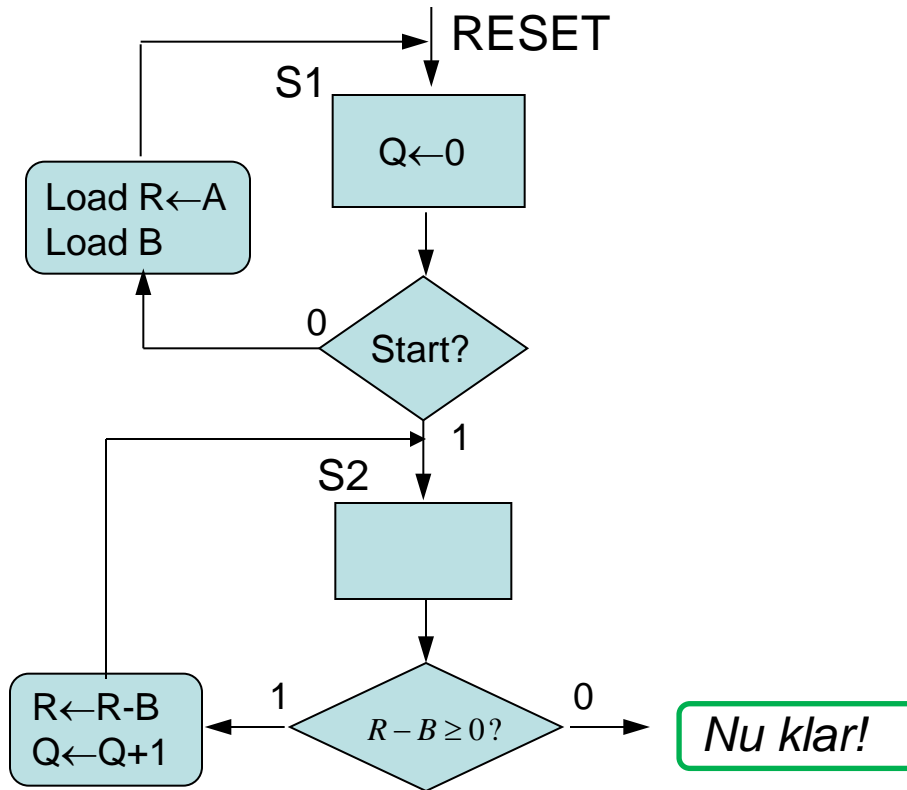 RESET
S1
Q←0
Load R←A
Load B
0
Start?
1
S2
R←R-B
Q←Q+1
1
R − B ≥ 0?
0
Nu klar!